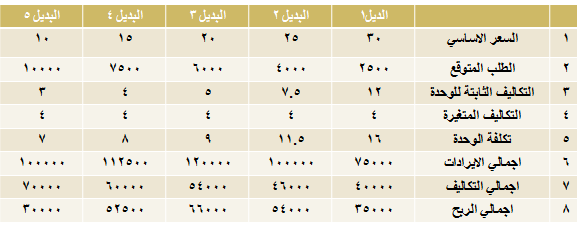 الديل١ البديل ٢ البديل ٣ البديل ٤ البديل ٥
١ السعر الاساسي ٣٠ ٢٥ ٢٠ ١٥ ١٠
٢ الطلب المتوقع ٢٥٠٠ ٤٠٠٠ ٦٠٠٠ ٧٥٠٠ ١٠٠٠٠
٣ التكاليف الثابتة للوحدة ١٢ ٧.٥ ٥ ٤ ٣
٤ التكاليف المتغيرة ٤ ٤ ٤ ٤ ٤
٥ تكلفة الوحدة ١٦ ١١.٥ ٩ ٨ ٧
٦ اجمالي الايرادات ٧٥٠٠٠ ١٠٠٠٠٠ ١٢٠٠٠٠ ١١٢٥٠٠ ١٠٠٠٠٠
٧ اجمالي التكاليف ٤٠٠٠٠ ٤٦٠٠٠ ٥٤٠٠٠ ٦٠٠٠٠ ٧٠٠٠٠
٨ اجمالي الربح ٣٥٠٠٠ ٥٤٠٠٠ ٦٦٠٠٠ ٥٢٥٠٠ ٣٠٠٠٠